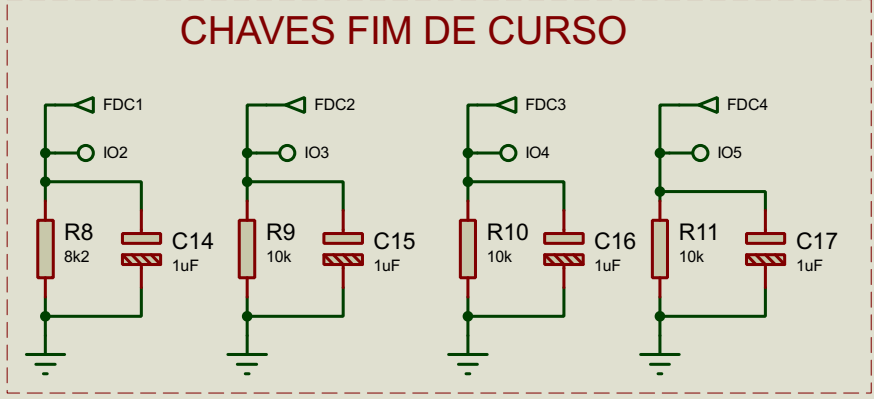 CHAVES FIM DE CURSO
FDC1
FDC2
FDC3
FDC4
IO2
IO3
IO4
IO5
R8
8k2
C14
1uF
R9
10k
C15
1uF
R10
10k
C16
1uF
R11
10k
C17
1uF